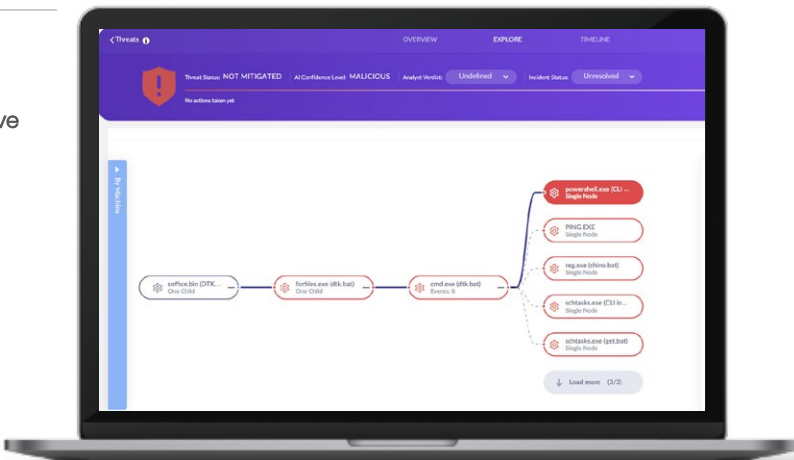 ve
< Threats
OVERVIEW EXPLORE TIMELINE
Threat Status: NOT MITIGATED AI Confidence Level: MALICIOUS Analyst Verdict: Undefined Incident Status: Unresolved
No actions taken yet
By Machine
powershell.exe (CLI ...
Single Node
PING.EXE
Single Node
reg.exe (shino.bat)
Single Node
soffice.bin (DTK...
One Child
forfiles.exe (dtk.bat)
One Child
cmd.exe (dtk.bat)
Events: 8
schtasks.exe (CLI in...
Single Node
schtasks.exe (get.bat)
Single Node
Load more (3/3)